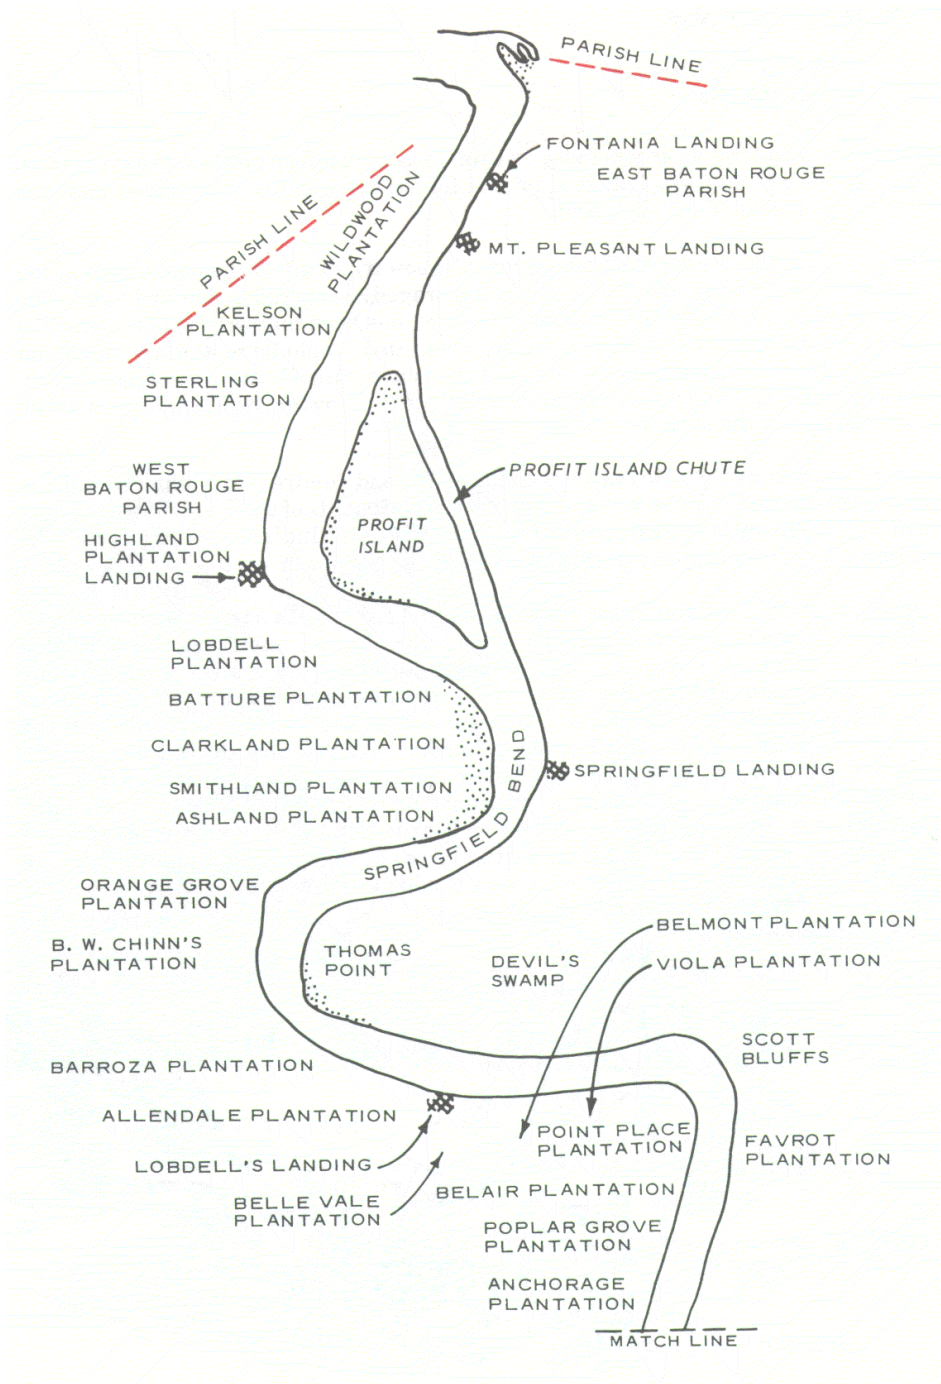 PARISH LINE
FONTANIA LANDING
EAST BATON ROUGE
PARISH
PARISH LINE
WILDWOOD
PLANTATION
MT. PLEASANT LANDING
KELSON
PLANTATION
STERLING
PLANTATION
WEST
BATON ROUGE
PARISH
PROFIT ISLAND CHUTE
PROFIT
ISLAND
HIGHLAND
PLANTATION
LANDING
LOBDELL
PLANTATION
BATTURE PLANTATION
CLARKLAND PLANTATION
SPRINGFIELD LANDING
SMITHLAND PLANTATION
ASHLAND PLANTATION
SPRINGFIELD BEND
ORANGE GROVE
PLANTATION
B. W. CHINN'S
PLANTATION
THOMAS
POINT
DEVIL'S
SWAMP
BELMONT PLANTATION
VIOLA PLANTATION
SCOTT
BLUFFS
BARROZA PLANTATION
ALLENDALE PLANTATION
POINT PLACE
PLANTATION
FAVROT
PLANTATION
LOBDELL'S LANDING
BELLE VALE
PLANTATION
BELAIR PLANTATION
POPLAR GROVE
PLANTATION
ANCHORAGE
PLANTATION
MATCH LINE